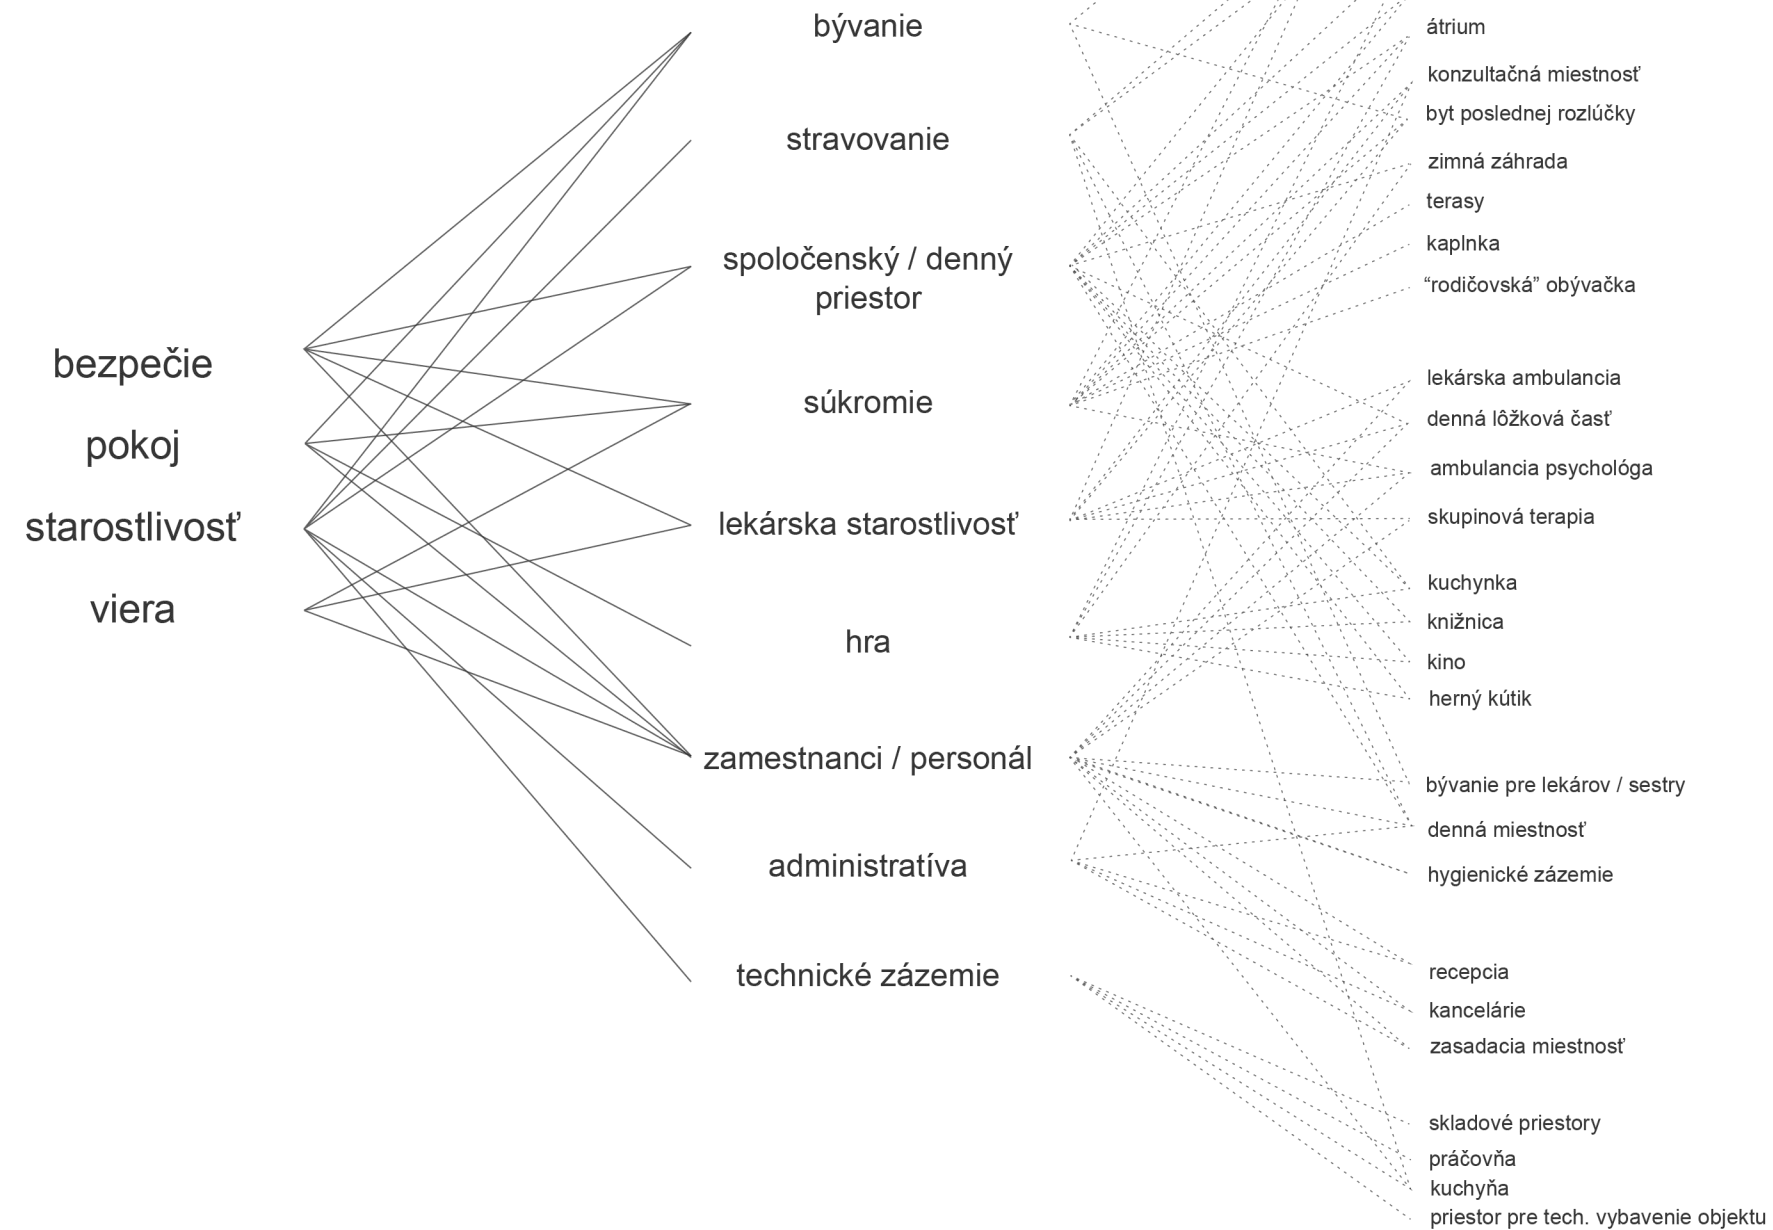 bezpečie
pokoj
starostlivosť
viera
bývanie
stravovanie
spoločenský / denný
priestor
súkromie
lekárska starostlivosť
hra
zamestnanci / personál
administratíva
technické zázemie
átrium
konzultačná miestnosť
byt poslednej rozlúčky
zimná záhrada
terasy
kaplnka
“rodičovská” obývačka
lekárska ambulancia
denná lôžková časť
ambulancia psychológa
skupinová terapia
kuchynka
knižnica
kino
herný kútik
bývanie pre lekárov / sestry
denná miestnosť
hygienické zázemie
recepcia
kancelárie
zasadacia miestnosť
skladové priestory
práčovňa
kuchyňa
priestor pre tech. vybavenie objektu